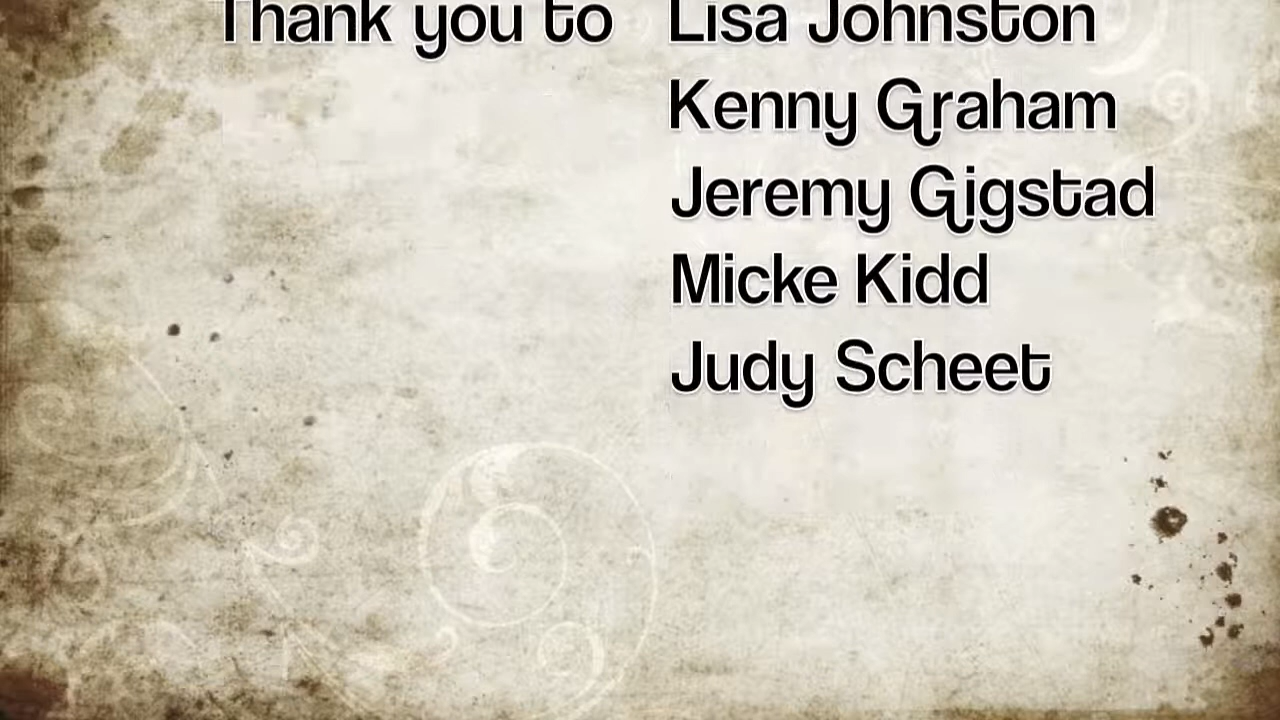 Thank you to Lisa Johnston
Kenny Graham
Jeremy Gigstad
Micke Kidd
Judy Scheet